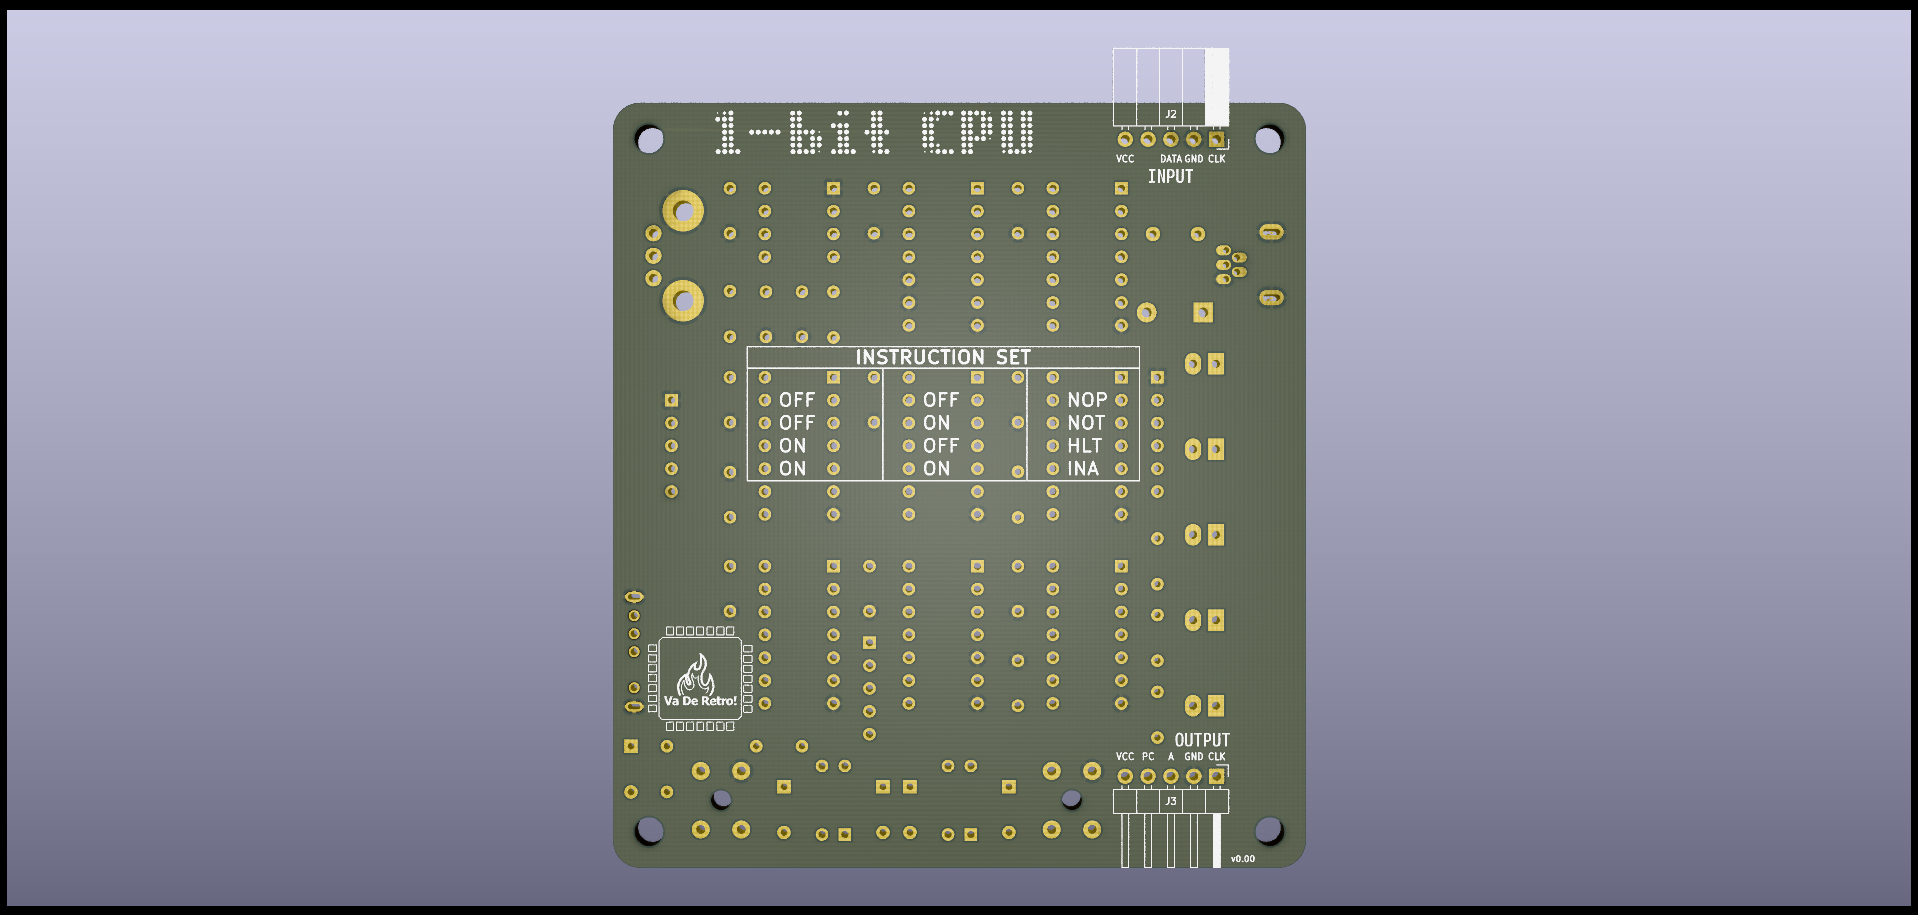 1-bit CPU
J2
VCC DATA GND CLK
INPUT
INSTRUCTION SET
OFF OFF NOP
OFF ON NOT
ON OFF HLT
ON ON INA
Va De Retro!
OUTPUT
VCC PC A GND CLK
J3
v0.00